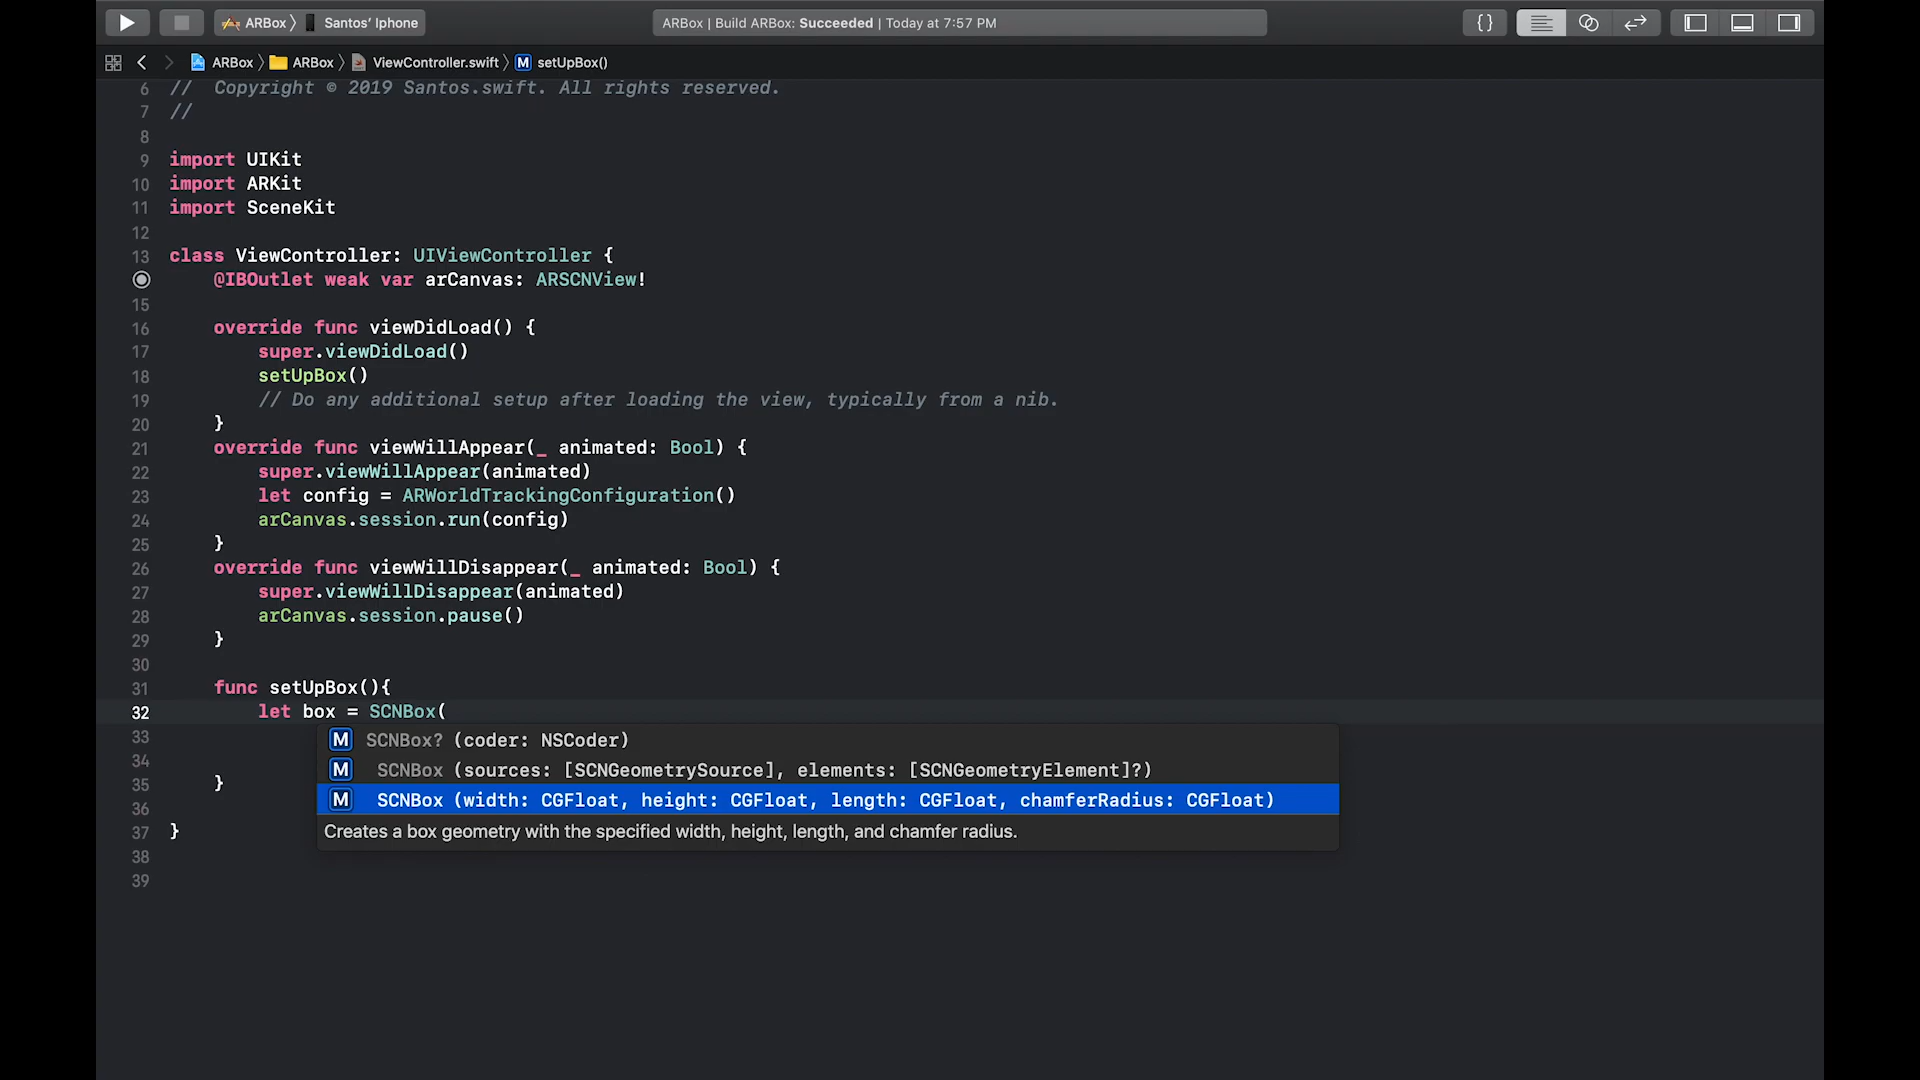 ARBox Santos’ Iphone ARBox | Build ARBox: Succeeded | Today at 7:57 PM {}
ARBox ARBox ViewController.swift M setUpBox()
6 //  Copyright © 2019 Santos.swift. All rights reserved.
7 //
8
9 import UIKit
10 import ARKit
11 import SceneKit
12
13 class ViewController: UIViewController {
@IBOutlet weak var arCanvas: ARSCNView!
15
16 override func viewDidLoad() {
17 super.viewDidLoad()
18 setUpBox()
19 // Do any additional setup after loading the view, typically from a nib.
20 }
21 override func viewWillAppear(_ animated: Bool) {
22 super.viewWillAppear(animated)
23 let config = ARWorldTrackingConfiguration()
24 arCanvas.session.run(config)
25 }
26 override func viewWillDisappear(_ animated: Bool) {
27 super.viewWillDisappear(animated)
28 arCanvas.session.pause()
29 }
30
31 func setUpBox(){
32 let box = SCNBox(
33 M SCNBox? (coder: NSCoder)
34 M SCNBox (sources: [SCNGeometrySource], elements: [SCNGeometryElement]?)
35 }
M SCNBox (width: CGFloat, height: CGFloat, length: CGFloat, chamferRadius: CGFloat)
36
37 }
Creates a box geometry with the specified width, height, length, and chamfer radius.
38
39